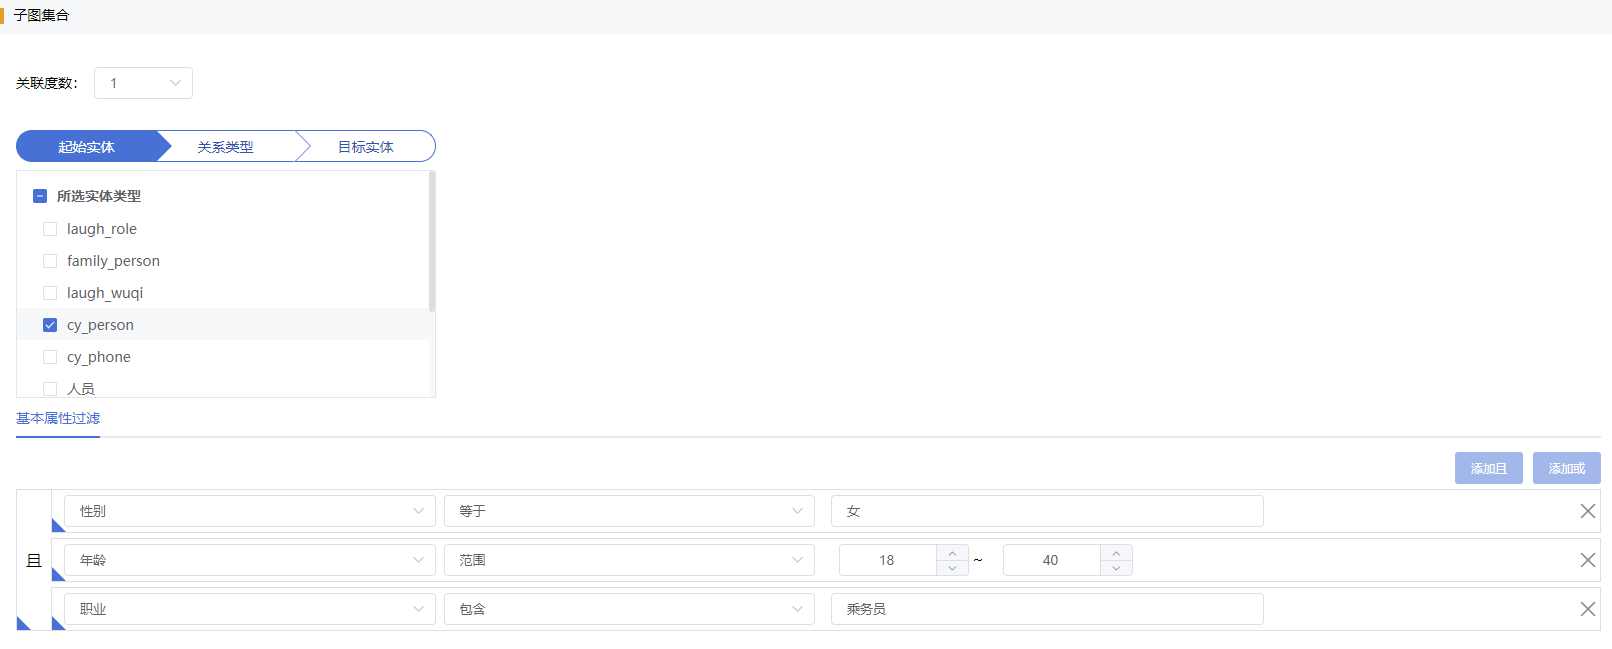 子图集合
关联度数： 1
起始实体 关系类型 目标实体
所选实体类型
laugh_role
family_person
laugh_wuqi
cy_person
cy_phone
人员
基本属性过滤
添加且 添加或
性别 等于 女
且 年龄 范围 18 ~ 40
职业 包含 乘务员